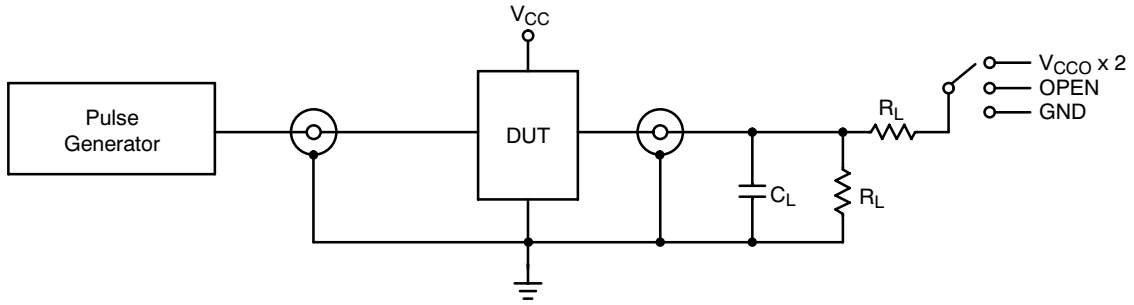 V_CC
V_CCO x 2
OPEN
GND
Pulse
Generator
DUT
R_L
C_L
R_L